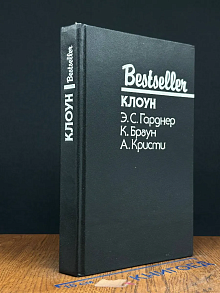 Bestseller
КЛОУН
Э. С. Гарднер
К. Браун
А. Кристи
КЛОУН Bestseller